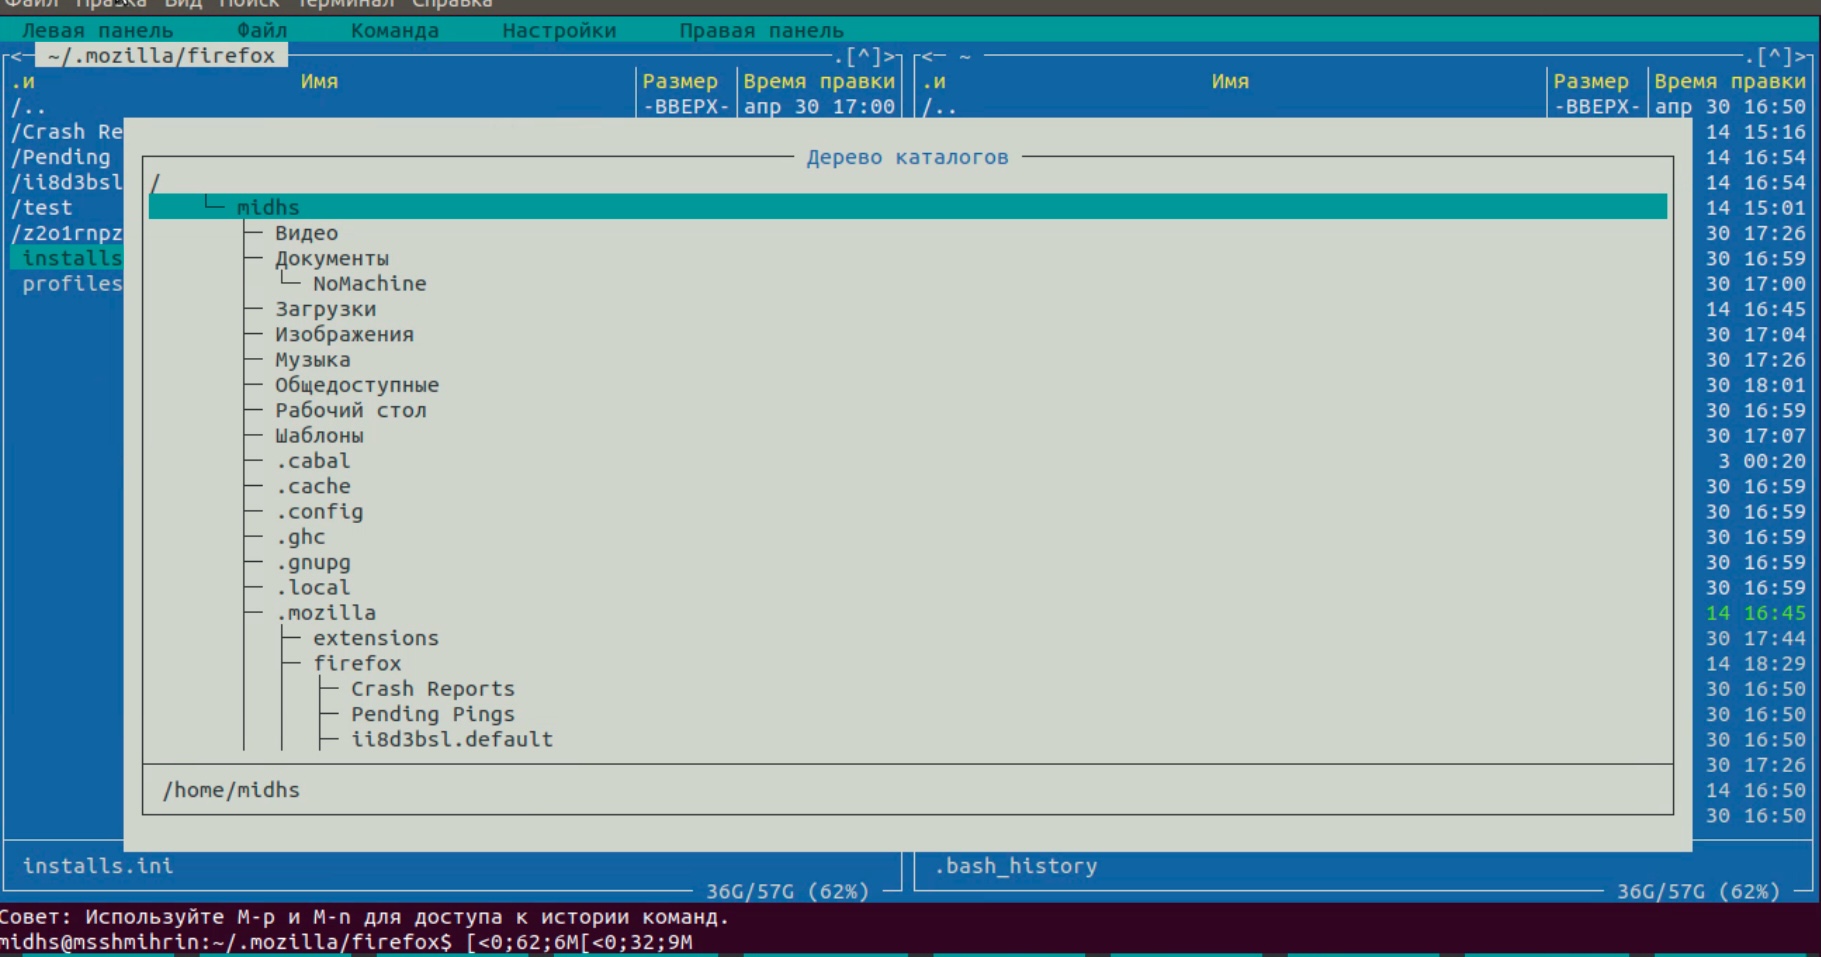 Файл Правка Вид Поиск Терминал Справка
Левая панель Файл Команда Настройки Правая панель
<─ ~/.mozilla/firefox .[^]> <─ ~ .[^]>
.и Имя Размер Время правки .и Имя Размер Время правки
/.. -ВВЕРХ- апр 30 17:00 /.. -ВВЕРХ- апр 30 16:50
/Crash Re 14 15:16
/Pending Дерево каталогов 14 16:54
/ii8d3bsl / 14 16:54
/test midhs 14 15:01
/z2o1rnpz Видео 30 17:26
installs Документы 30 16:59
profiles NoMachine 30 17:00
Загрузки 14 16:45
Изображения 30 17:04
Музыка 30 17:26
Общедоступные 30 18:01
Рабочий стол 30 16:59
Шаблоны 30 17:07
.cabal 3 00:20
.cache 30 16:59
.config 30 16:59
.ghc 30 16:59
.gnupg 30 16:59
.local 30 16:59
.mozilla 14 16:45
extensions 30 17:44
firefox 14 18:29
Crash Reports 30 16:50
Pending Pings 30 16:50
ii8d3bsl.default 30 16:50
30 17:26
/home/midhs 14 16:50
30 16:50
installs.ini .bash_history
36G/57G (62%) 36G/57G (62%)
Совет: Используйте M-p и M-n для доступа к истории команд.
midhs@msshmihrin:~/.mozilla/firefox$ [<0;62;6M[<0;32;9M